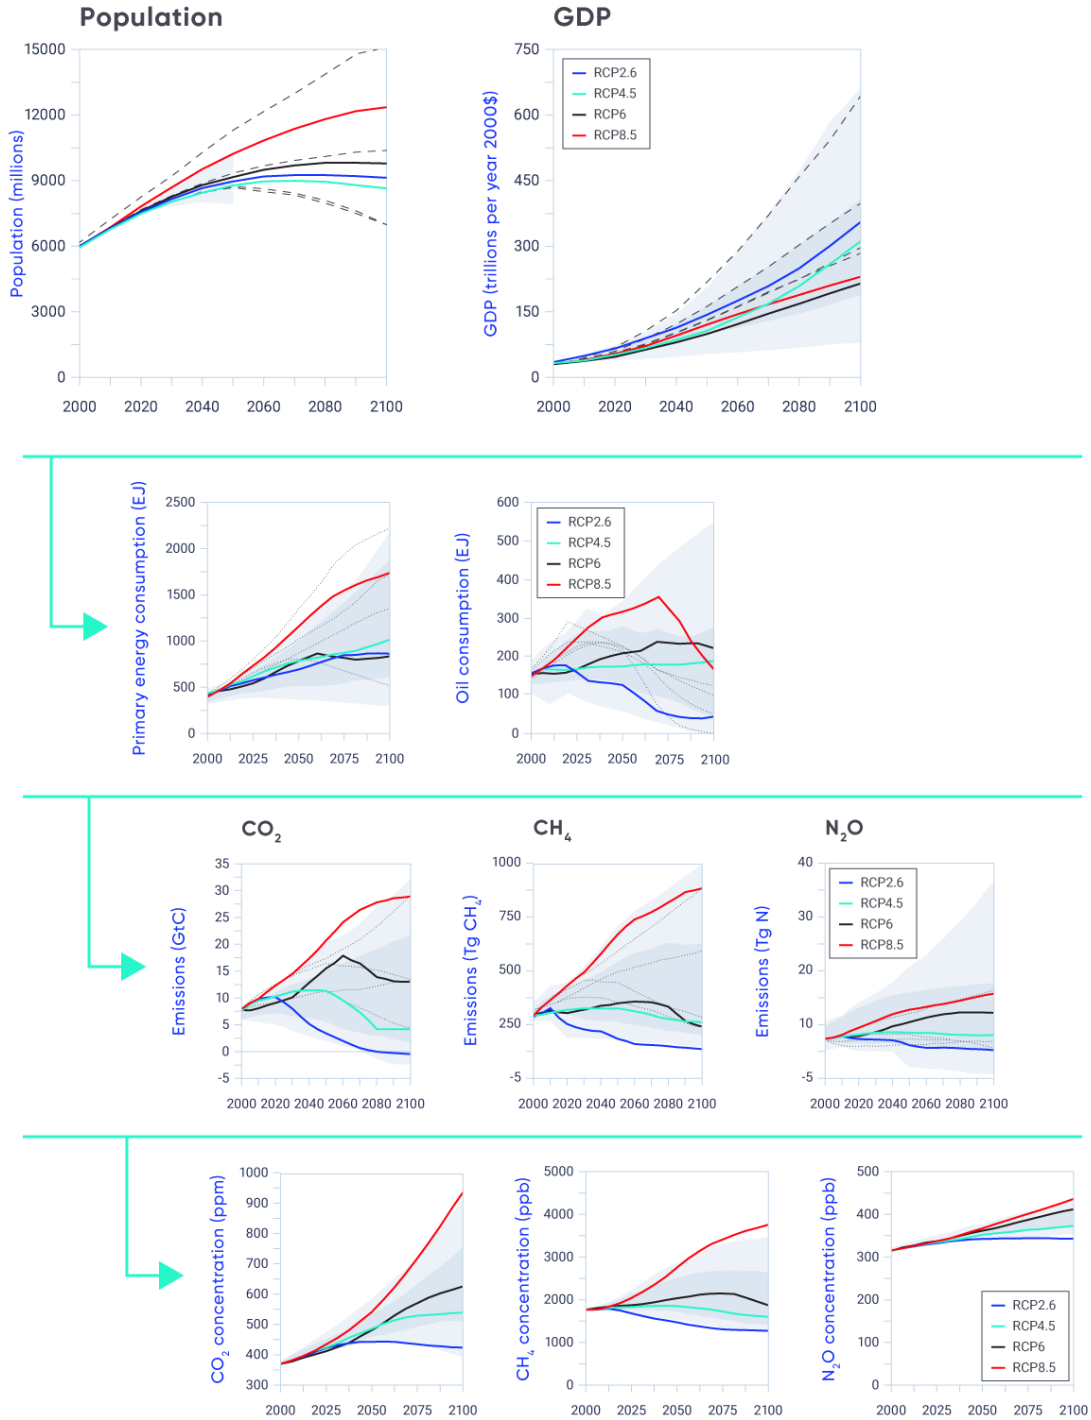 Population
GDP
Population (millions)
15000
12000
9000
6000
3000
0
2000 2020 2040 2060 2080 2100
GDP (trillions per year 2000$)
750
600
450
300
150
0
2000 2020 2040 2060 2080 2100
RCP2.6
RCP4.5
RCP6
RCP8.5
Primary energy consumption (EJ)
2500
2000
1500
1000
500
0
2000 2025 2050 2075 2100
Oil consumption (EJ)
600
500
400
300
200
100
0
2000 2025 2050 2075 2100
RCP2.6
RCP4.5
RCP6
RCP8.5
CO2
CH4
N2O
Emissions (GtC)
35
30
25
20
15
10
5
0
-5
2000 2020 2040 2060 2080 2100
Emissions (Tg CH4)
1000
750
500
250
-5
2000 2020 2040 2060 2080 2100
Emissions (Tg N)
40
30
20
10
-5
2000 2020 2040 2060 2080 2100
RCP2.6
RCP4.5
RCP6
RCP8.5
CO2 concentration (ppm)
1000
900
800
700
600
500
400
300
2000 2025 2050 2075 2100
CH4 concentration (ppb)
5000
4000
3000
2000
1000
0
2000 2025 2050 2075 2100
N2O concentration (ppb)
500
400
300
200
100
0
2000 2025 2050 2075 2100
RCP2.6
RCP4.5
RCP6
RCP8.5